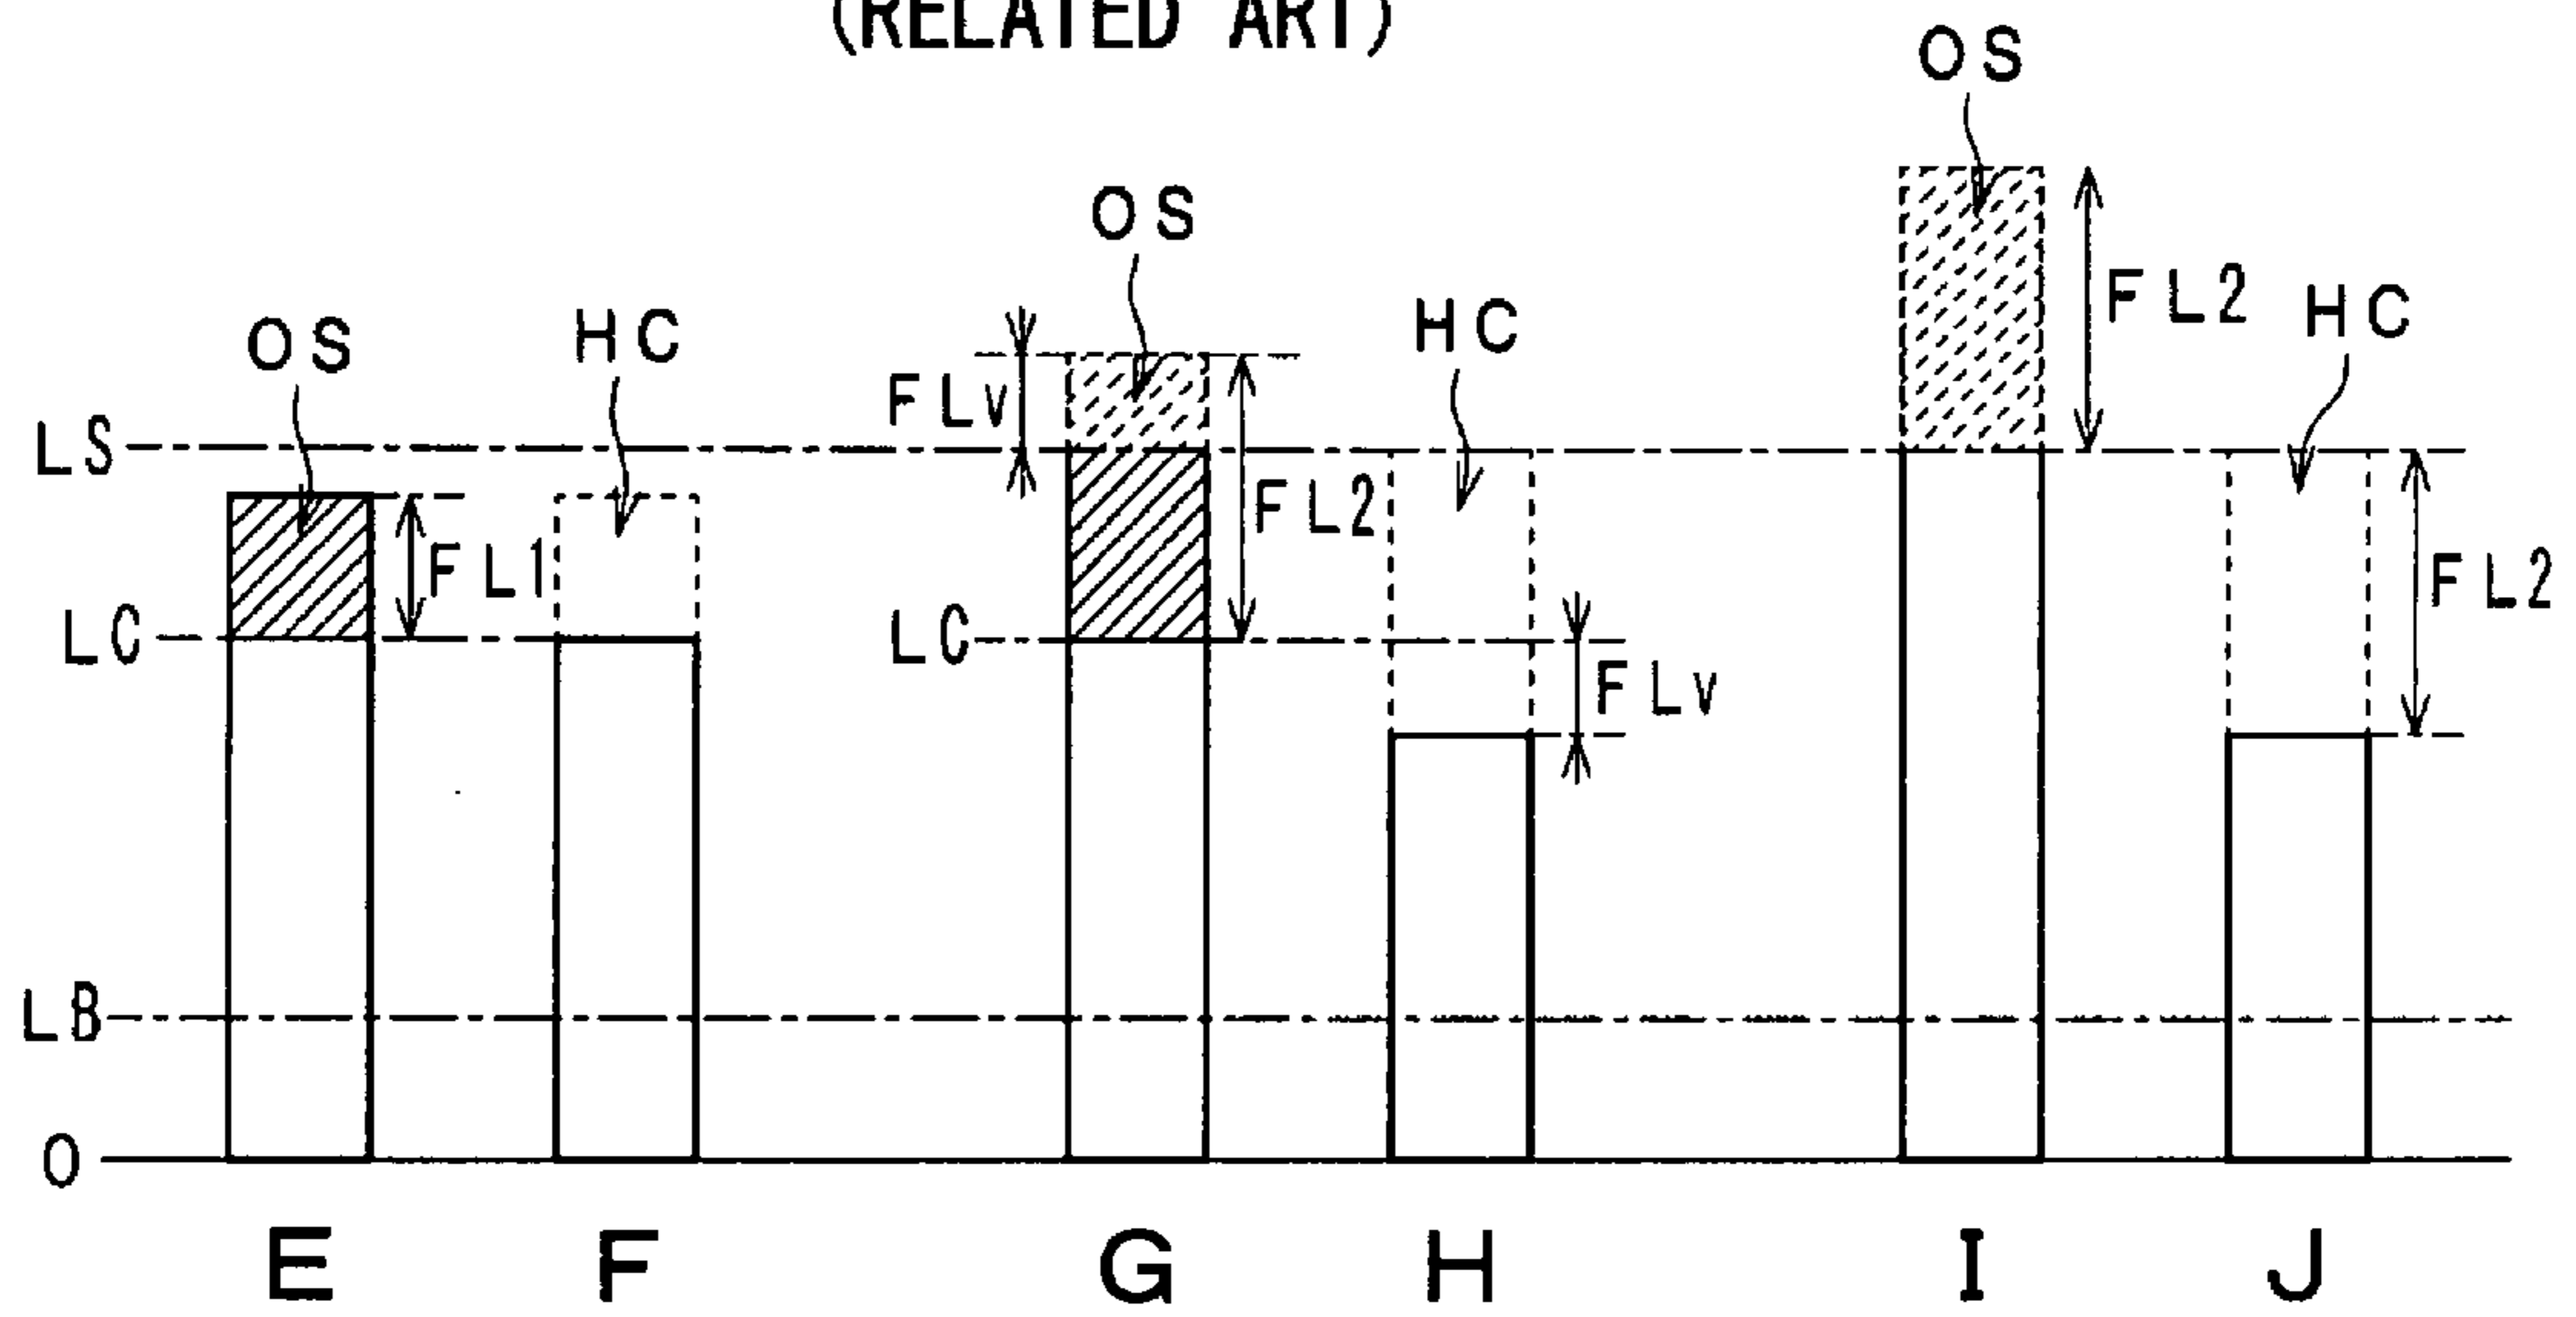 (RELATED ART)
OS
OS
HC
OS
HC
FL2
HC
FLv
LS
FL1
FL2
FL2
LC
LC
FLv
LB
0
E F G H I J